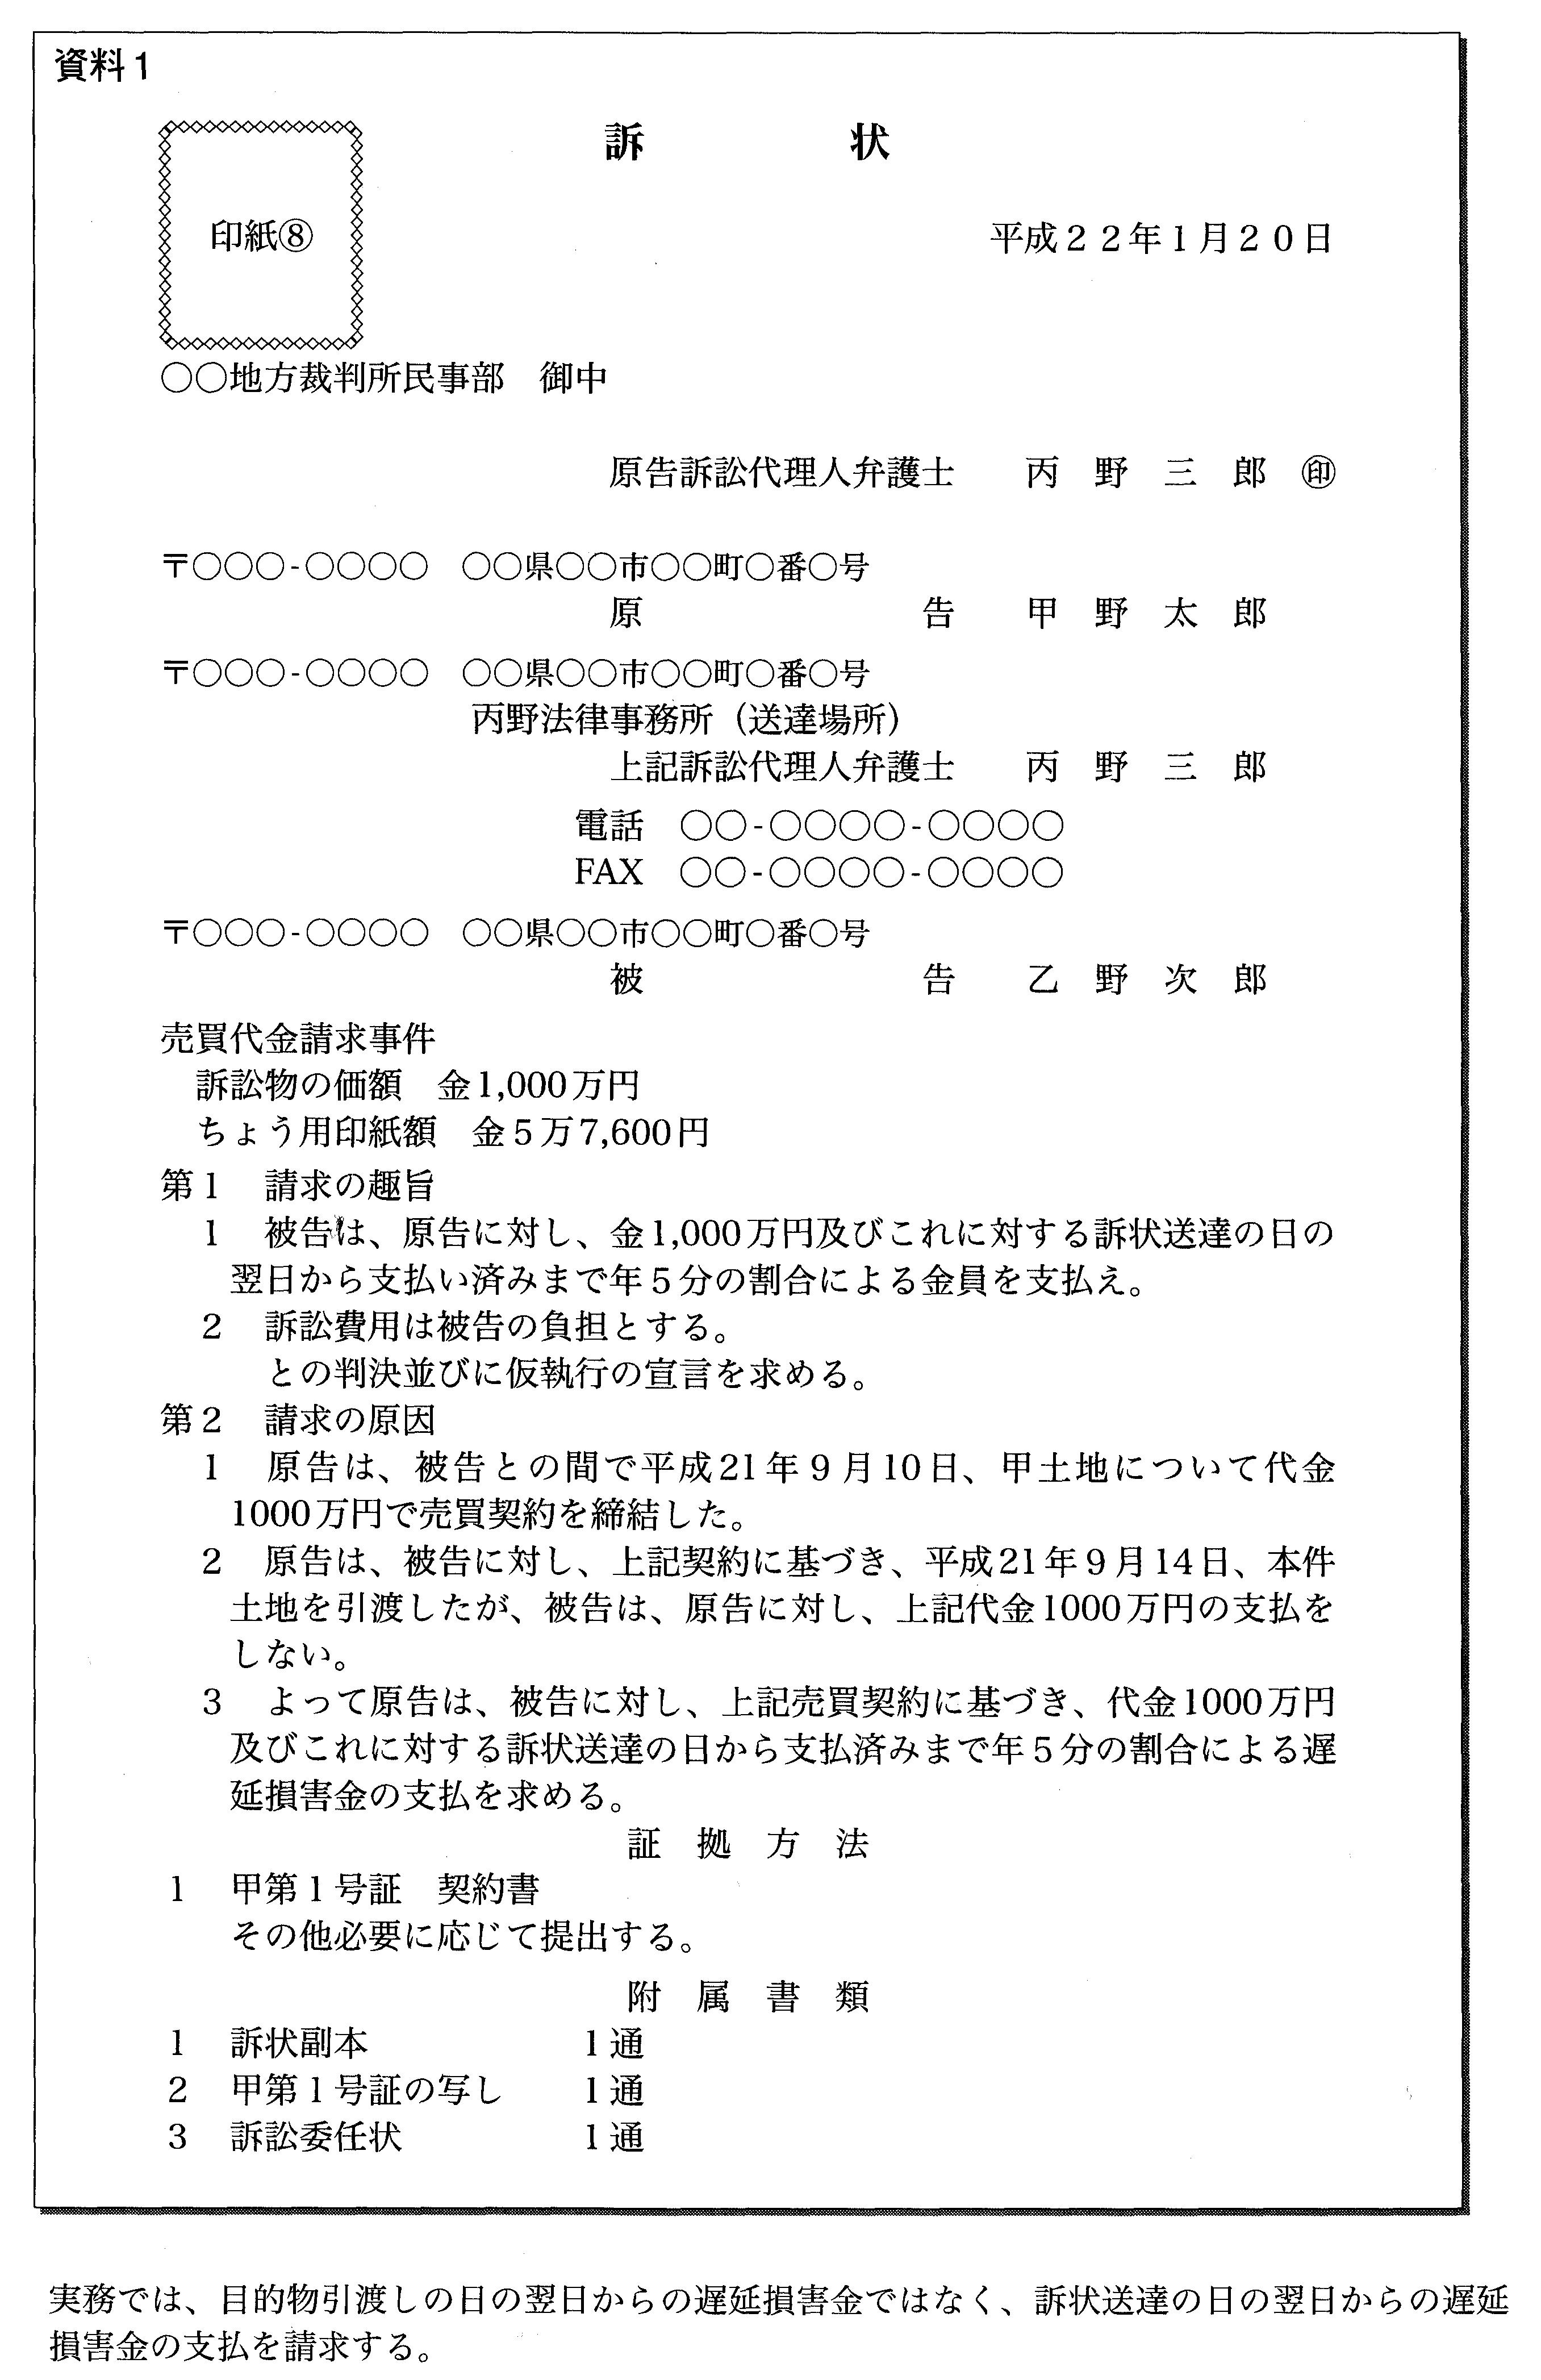 資料1
訴　状
印紙⑧
平成２２年１月２０日
○○地方裁判所民事部　御中
原告訴訟代理人弁護士　丙　野　三　郎　㊞
〒○○○-○○○○　○○県○○市○○町○番○号
原　告　甲　野　太　郎
〒○○○-○○○○　○○県○○市○○町○番○号
丙野法律事務所（送達場所）
上記訴訟代理人弁護士　丙　野　三　郎
電話　○○-○○○○-○○○○
FAX　○○-○○○○-○○○○
〒○○○-○○○○　○○県○○市○○町○番○号
被　告　乙　野　次　郎
売買代金請求事件
訴訟物の価額　金1,000万円
ちょう用印紙額　金５万7,600円
第１　請求の趣旨
１　被告は、原告に対し、金1,000万円及びこれに対する訴状送達の日の
翌日から支払い済みまで年５分の割合による金員を支払え。
２　訴訟費用は被告の負担とする。
との判決並びに仮執行の宣言を求める。
第２　請求の原因
１　原告は、被告との間で平成21年９月10日、甲土地について代金
1000万円で売買契約を締結した。
２　原告は、被告に対し、上記契約に基づき、平成21年９月14日、本件
土地を引渡したが、被告は、原告に対し、上記代金1000万円の支払を
しない。
３　よって原告は、被告に対し、上記売買契約に基づき、代金1000万円
及びこれに対する訴状送達の日から支払済みまで年５分の割合による遅
延損害金の支払を求める。
証　拠　方　法
１　甲第１号証　契約書
その他必要に応じて提出する。
附　属　書　類
１　訴状副本　１通
２　甲第１号証の写し　１通
３　訴訟委任状　１通
実務では、目的物引渡しの日の翌日からの遅延損害金ではなく、訴状送達の日の翌日からの遅延
損害金の支払を請求する。